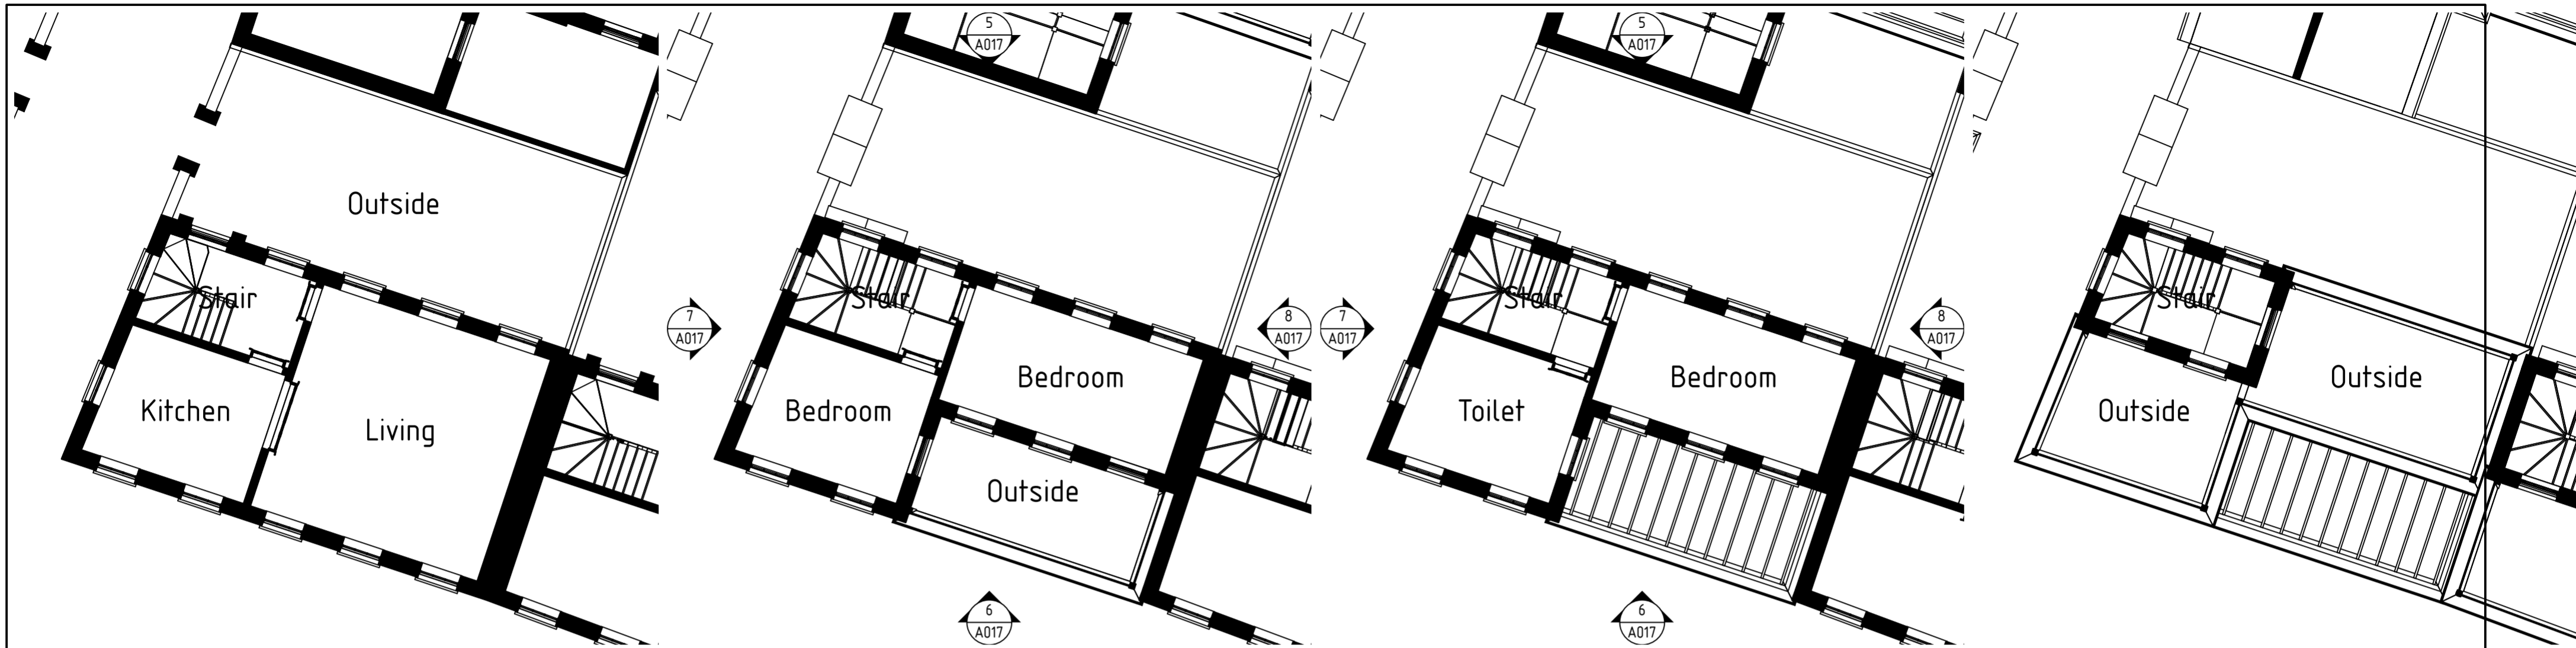 Outside
Stair
Kitchen
Living
5
A017
7
A017
Stair
8
A017
Bedroom
Bedroom
Outside
6
A017
5
A017
7
A017
Stair
8
A017
Bedroom
Toilet
6
A017
Stair
Outside
Outside